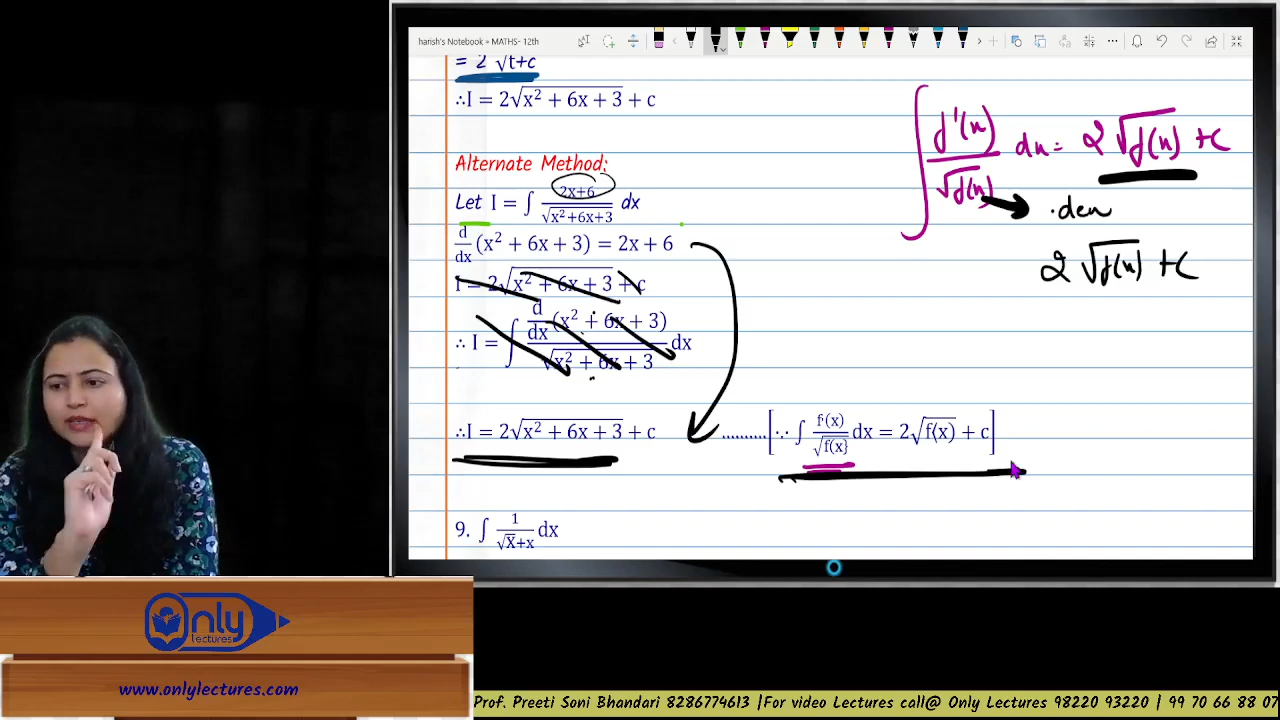 harish's Notebook » MATHS- 12th
= 2 √t+c
∴I = 2√x² + 6x + 3 + c
Alternate Method:
Let I = ∫ 2x+6 / √x²+6x+3 dx
d/dx (x² + 6x + 3) = 2x + 6
I = 2√x² + 6x + 3 + c
∴ I = ∫ d/dx (x² + 6x + 3) / √x² + 6x + 3 dx
∴I = 2√x² + 6x + 3 + c ..........[∵ ∫ f'(x)/√f(x) dx = 2√f(x) + c]
9. ∫ 1/√x+x dx
∫ f'(x)/√f(x) dx = 2 √f(x) + c
.den
2 √f(x) + c
Only
lectures
www.onlylectures.com
Prof. Preeti Soni Bhandari 8286774613 |For video Lectures call@ Only Lectures 98220 93220 | 99 70 66 88 07